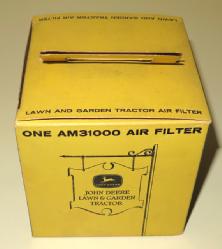 LAWN AND GARDEN TRACTOR AIR FILTER
LAWN AND GARDEN TRACTOR AIR FILTER
ONE AM31000 AIR FILTER
JOHN DEERE
LAWN & GARDEN
TRACTOR